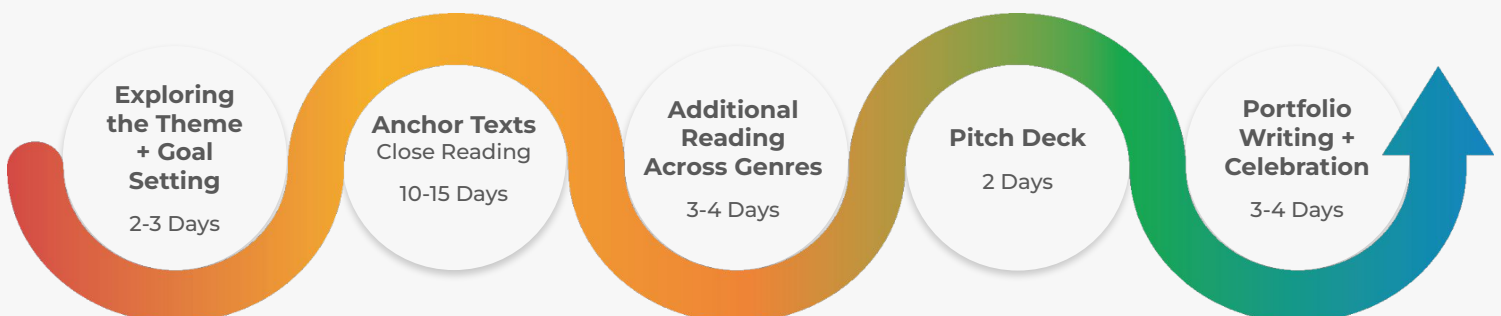 Exploring
the Theme
+ Goal
Setting
2-3 Days
Anchor Texts
Close Reading
10-15 Days
Additional
Reading
Across Genres
3-4 Days
Pitch Deck
2 Days
Portfolio
Writing +
Celebration
3-4 Days